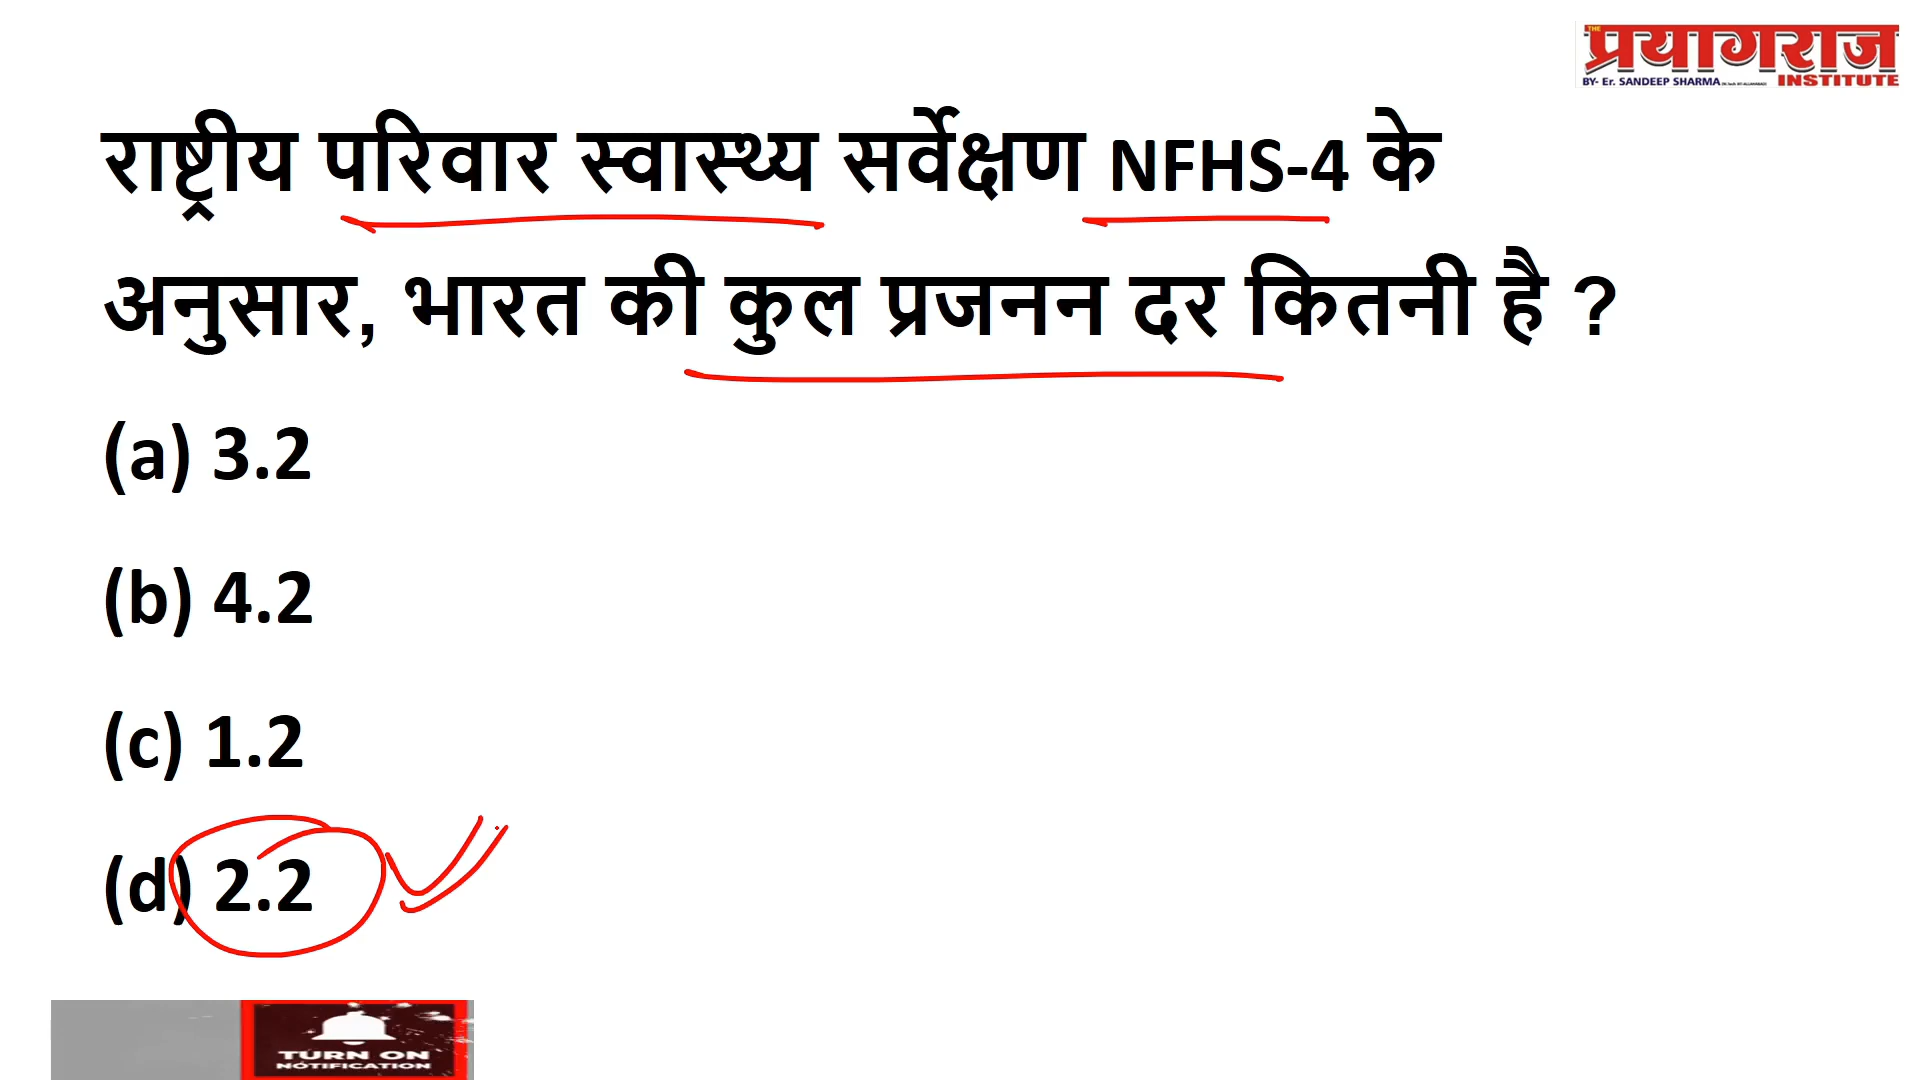 THE
प्रयागराज
BY- Er. SANDEEP SHARMA
INSTITUTE
राष्ट्रीय परिवार स्वास्थ्य सर्वेक्षण NFHS-4 के
अनुसार, भारत की कुल प्रजनन दर कितनी है ?
(a) 3.2
(b) 4.2
(c) 1.2
(d) 2.2
TURN ON
NOTIFICATION